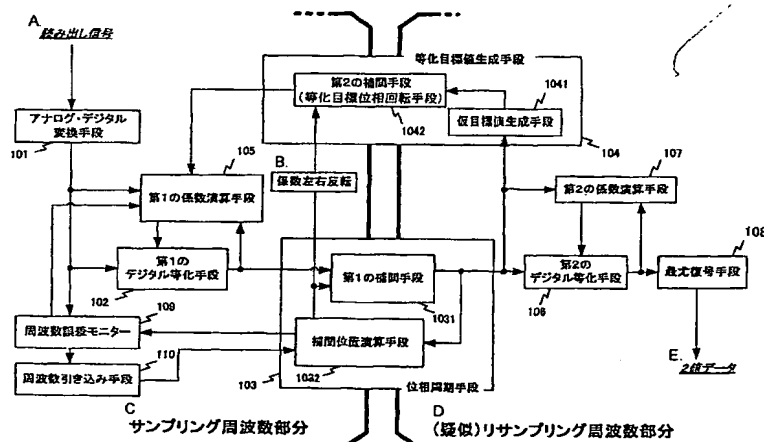 A.
読み出し信号
アナログ・デジタル
変換手段
101
105
第1の係数演算手段
第1の
デジタル等化手段
102
109
周波数誤差モニター
110
周波数引き込み手段
C
サンプリング周波数部分
等化目標値生成手段
第2の補間手段
(等化目標位相回転手段)
1042
1041
仮目標値生成手段
104
B.
係数左右反転
第1の補間手段
1031
補間位置演算手段
1032
103
位相同期手段
D
(疑似)リサンプリング周波数部分
107
第2の係数演算手段
第2の
デジタル等化手段
106
108
最尤復号手段
E.
2値データ